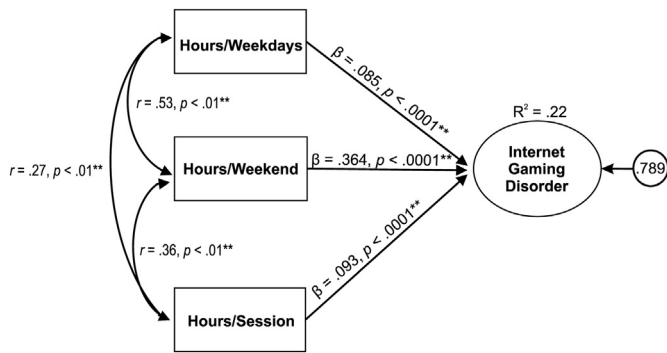 Hours/Weekdays
β = .085, p < .0001**
r = .53, p < .01**
R² = .22
Hours/Weekend
β = .364, p < .0001**
Internet
Gaming
Disorder
.789
r = .27, p < .01**
r = .36, p < .01**
β = .093, p < .0001**
Hours/Session